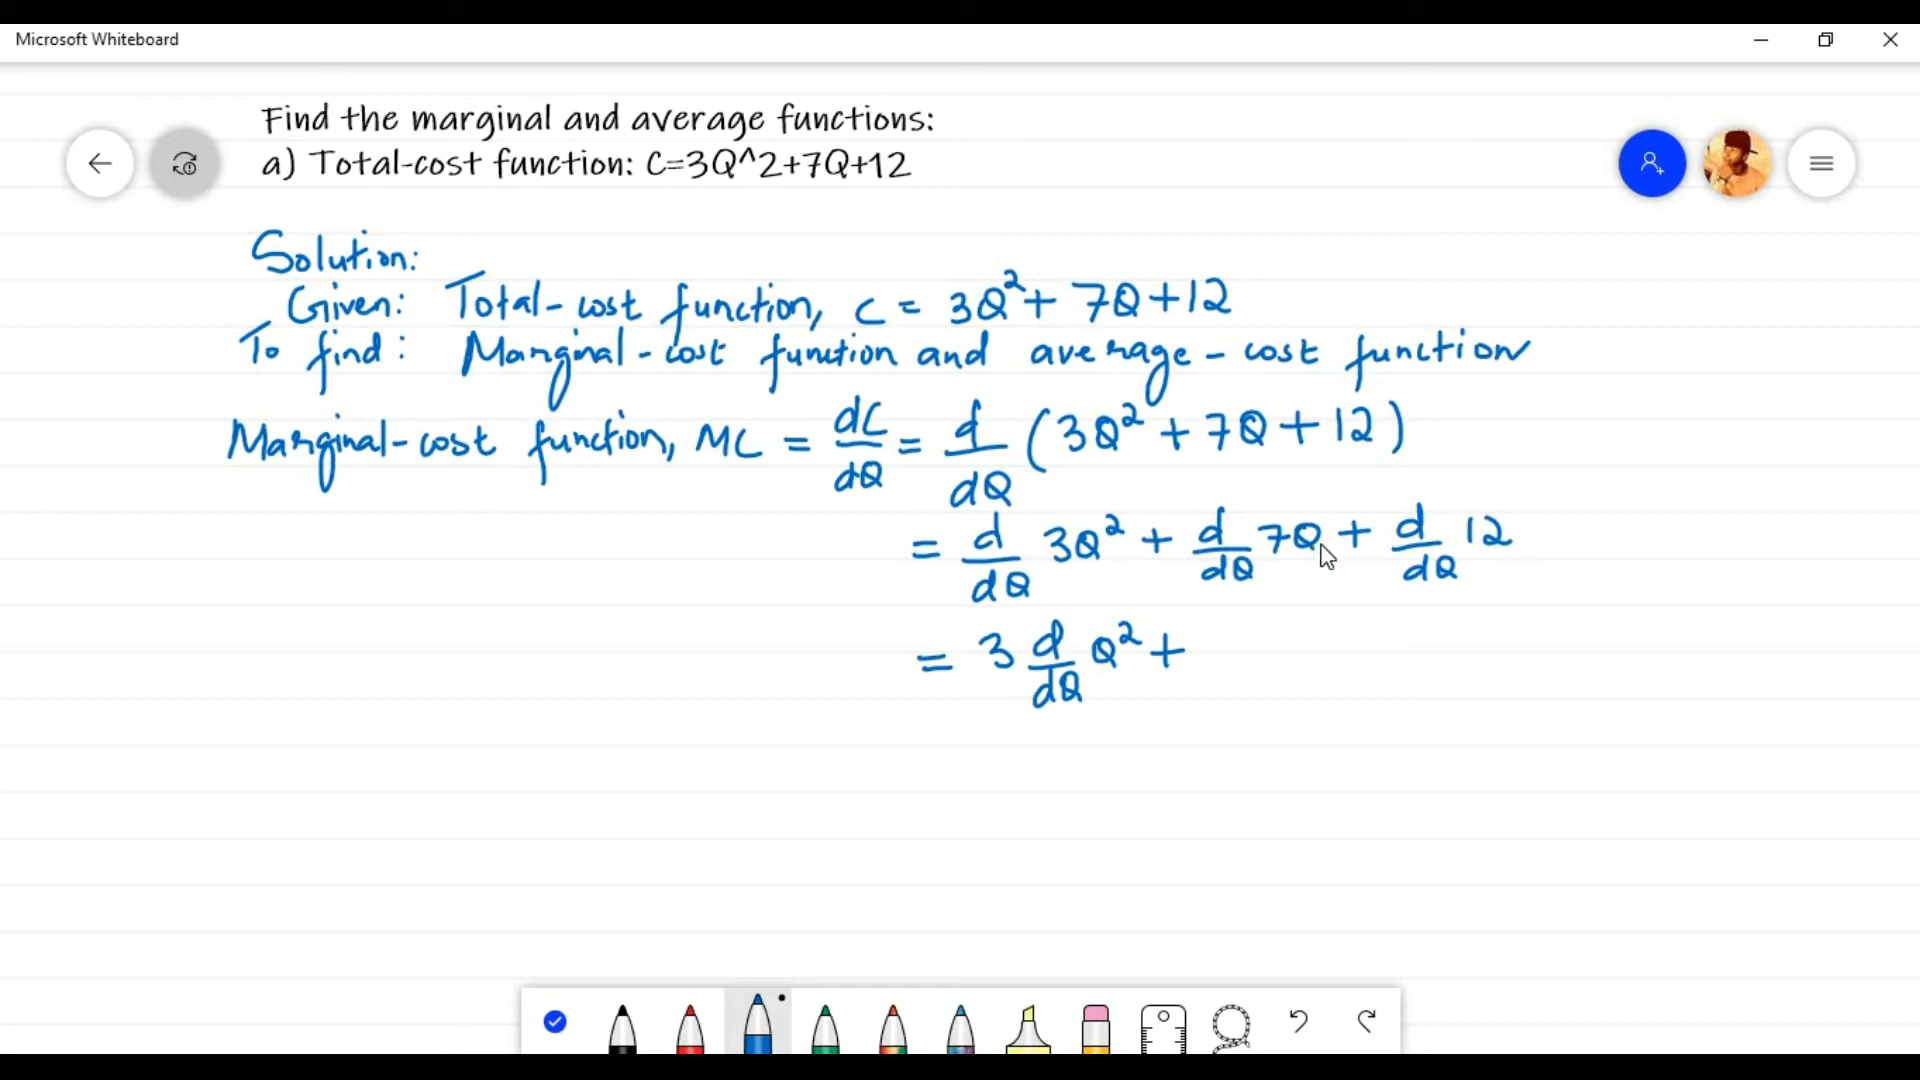 Microsoft Whiteboard
Find the marginal and average functions:
a) Total-cost function: C=3Q^2+7Q+12
Solution:
Given: Total-cost function, C = 3Q² + 7Q + 12
To find: Marginal-cost function and average-cost function
Marginal-cost function, MC = dC/dQ = d/dQ (3Q² + 7Q + 12)
= d/dQ 3Q² + d/dQ 7Q + d/dQ 12
= 3 d/dQ Q² +